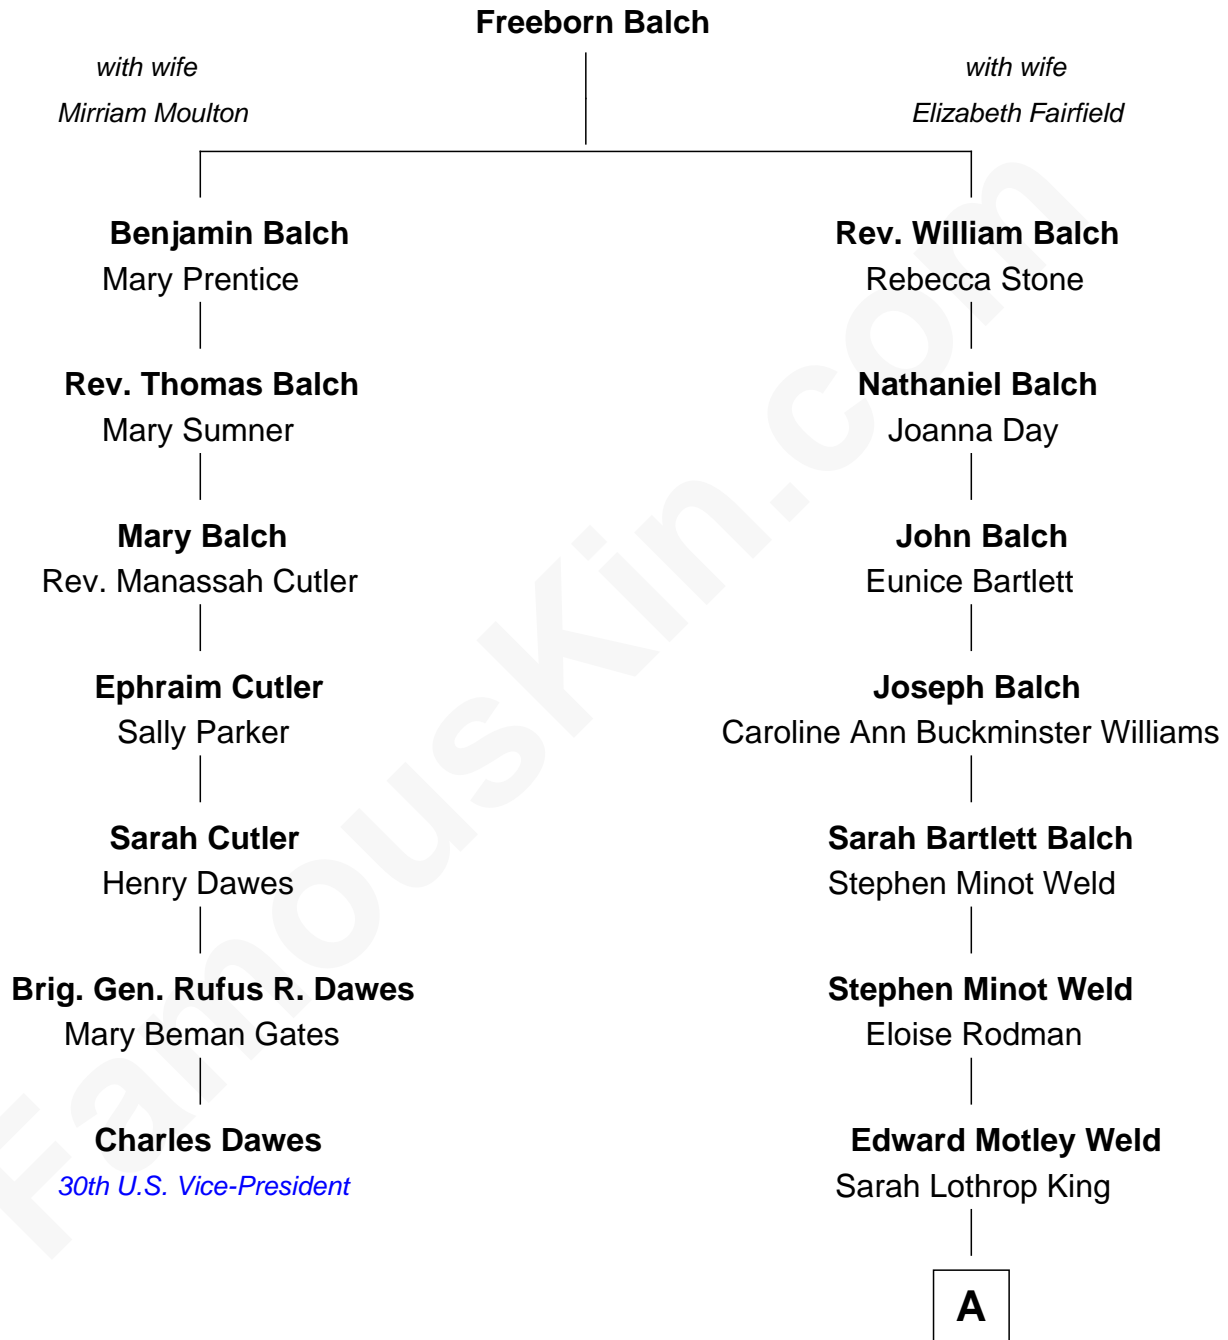 Freeborn Balch
with wife
Mirriam Moulton
with wife
Elizabeth Fairfield
Benjamin Balch
Mary Prentice
Rev. William Balch
Rebecca Stone
Rev. Thomas Balch
Mary Sumner
Nathaniel Balch
Joanna Day
Mary Balch
Rev. Manassah Cutler
John Balch
Eunice Bartlett
Ephraim Cutler
Sally Parker
Joseph Balch
Caroline Ann Buckminster Williams
Sarah Cutler
Henry Dawes
Sarah Bartlett Balch
Stephen Minot Weld
Brig. Gen. Rufus R. Dawes
Mary Beman Gates
Stephen Minot Weld
Eloise Rodman
Charles Dawes
30th U.S. Vice-President
Edward Motley Weld
Sarah Lothrop King
A
FamousKin.com